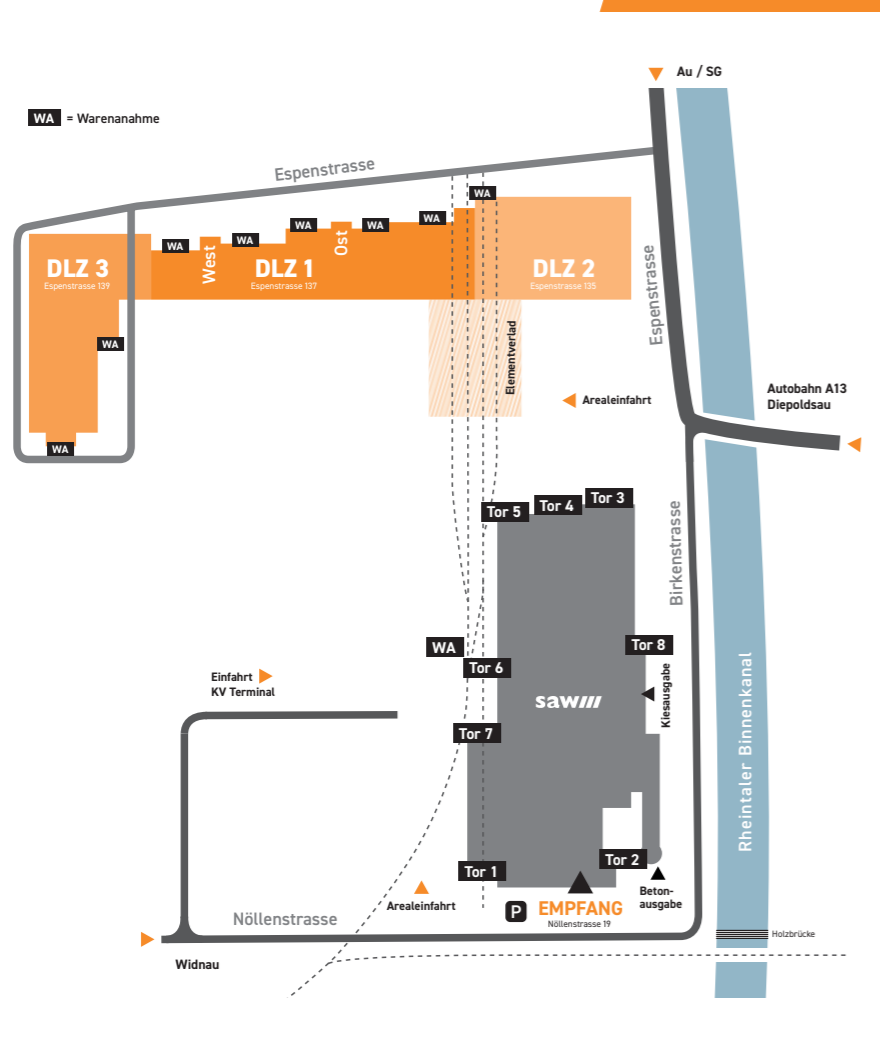 Au / SG
WA = Warenanahme
Espenstrasse
WA
WA
WA
WA
WA
WA
West
Ost
DLZ 3
Espenstrasse 139
DLZ 1
Espenstrasse 137
DLZ 2
Espenstrasse 135
Espenstrasse
WA
Elementverlad
Arealeinfahrt
Autobahn A13
Diepoldsau
WA
Tor 5
Tor 4
Tor 3
Birkenstrasse
WA
Tor 6
Tor 8
Kiesausgabe
Einfahrt
KV Terminal
saw
Tor 7
Rheintaler Binnenkanal
Tor 1
Tor 2
Arealeinfahrt
P
EMPFANG
Nöllenstrasse 19
Beton-
ausgabe
Nöllenstrasse
Holzbrücke
Widnau